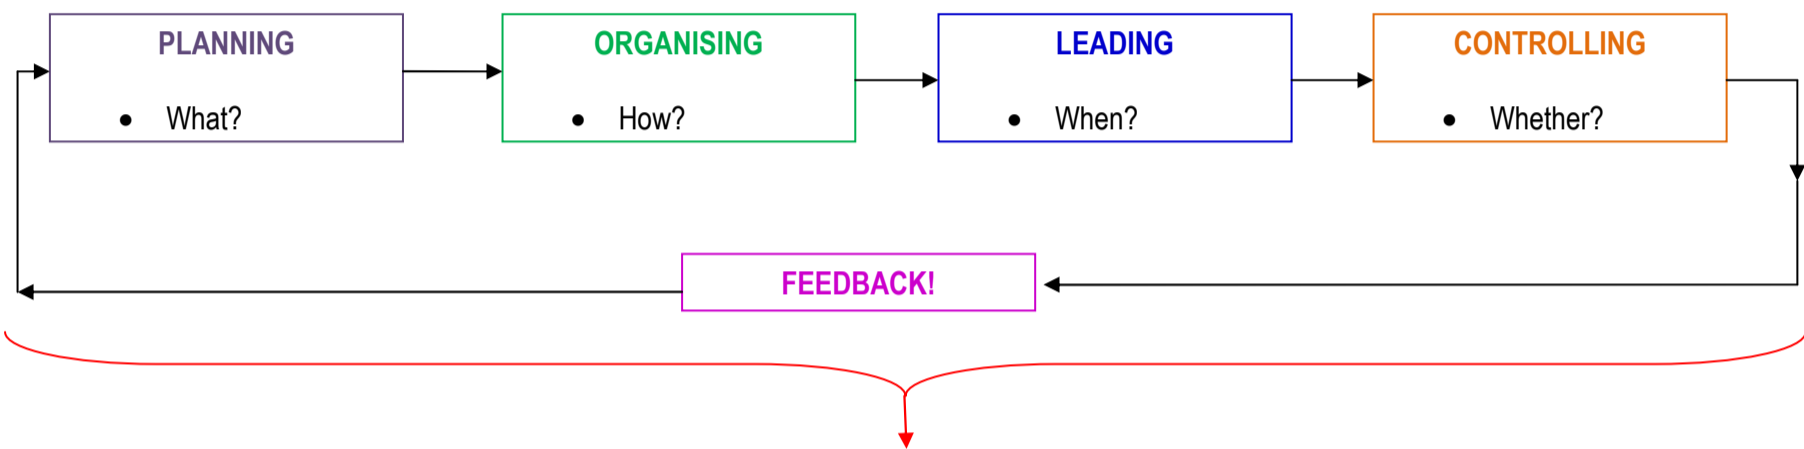 PLANNING
• What?
ORGANISING
• How?
LEADING
• When?
CONTROLLING
• Whether?
FEEDBACK!